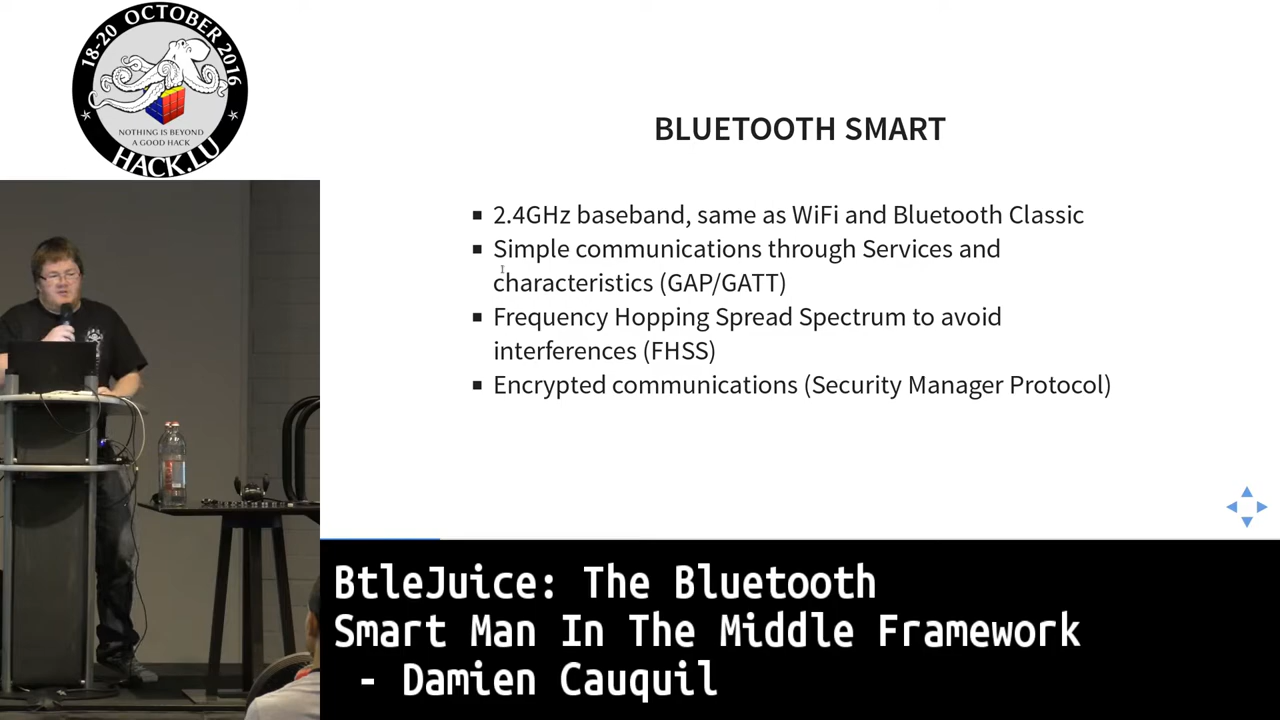 18-20 OCTOBER 2016
NOTHING IS BEYOND
A GOOD HACK
HACK.LU
BLUETOOTH SMART
▪ 2.4GHz baseband, same as WiFi and Bluetooth Classic
▪ Simple communications through Services and
characteristics (GAP/GATT)
▪ Frequency Hopping Spread Spectrum to avoid
interferences (FHSS)
▪ Encrypted communications (Security Manager Protocol)
BtleJuice: The Bluetooth
Smart Man In The Middle Framework
- Damien Cauquil